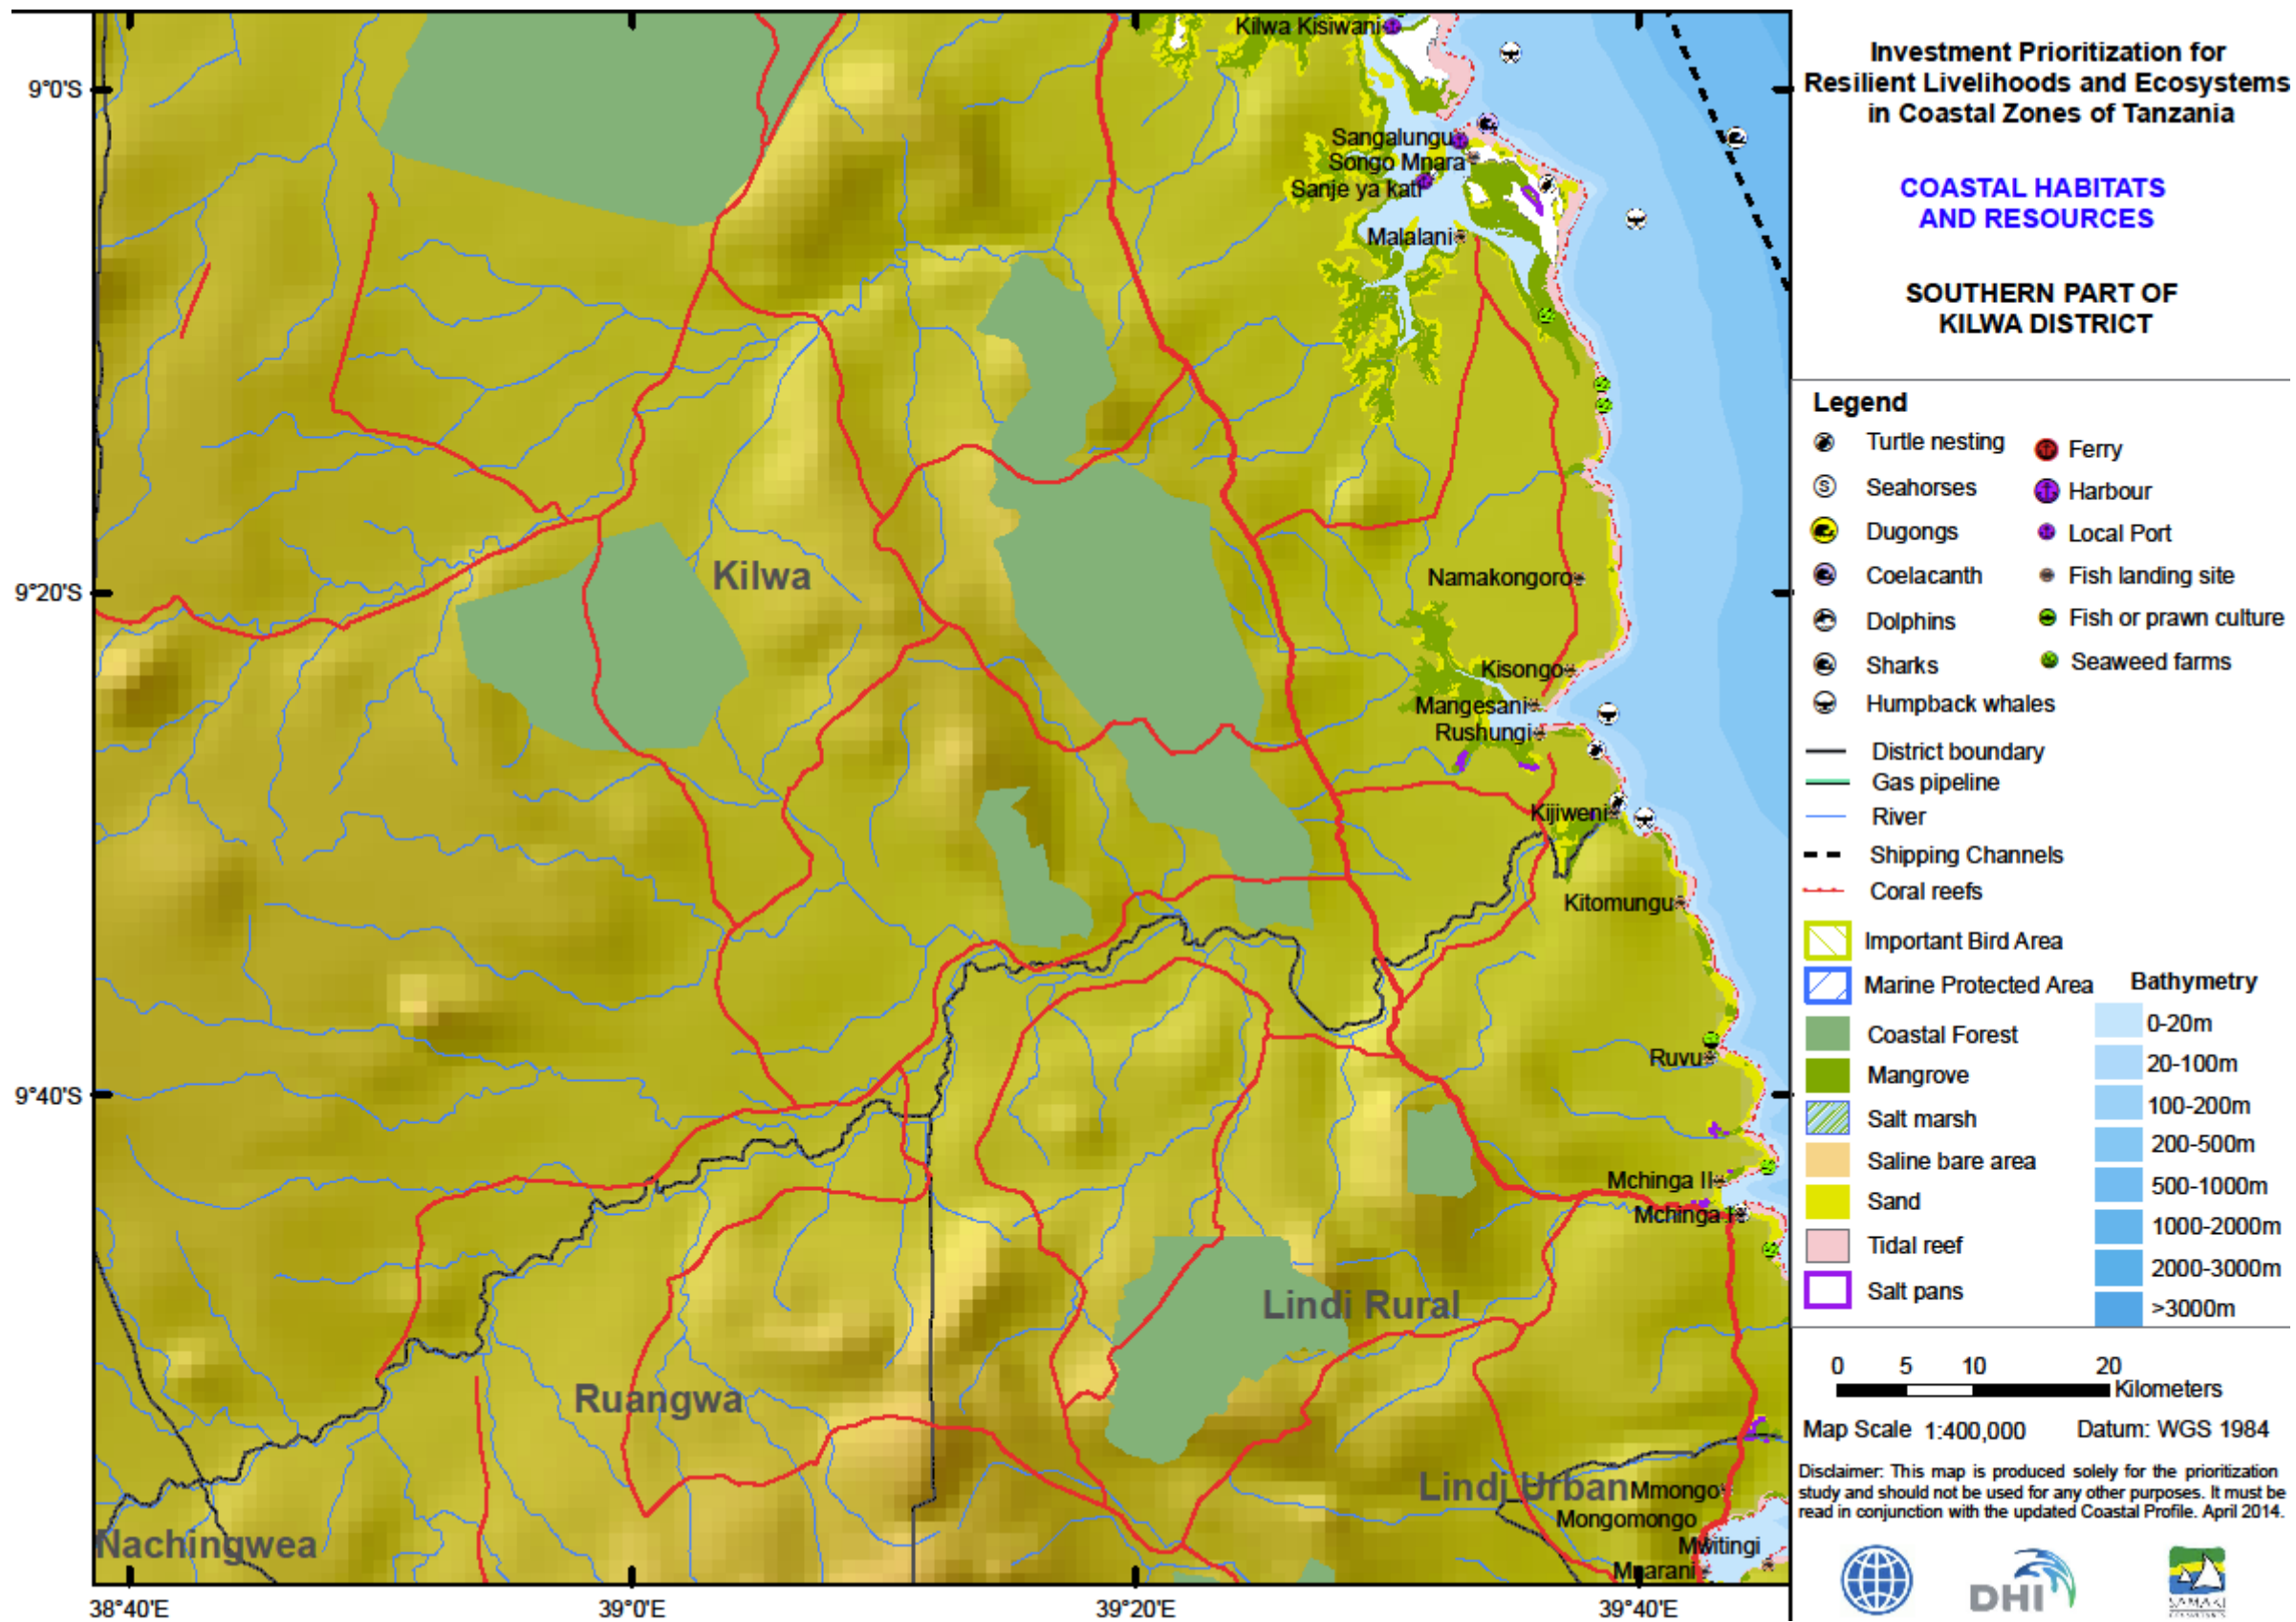 Investment Prioritization for
Resilient Livelihoods and Ecosystems
in Coastal Zones of Tanzania
COASTAL HABITATS
AND RESOURCES
SOUTHERN PART OF
KILWA DISTRICT
Legend
Turtle nesting
Seahorses
Dugongs
Coelacanth
Dolphins
Sharks
Humpback whales
Ferry
Harbour
Local Port
Fish landing site
Fish or prawn culture
Seaweed farms
District boundary
Gas pipeline
River
Shipping Channels
Coral reefs
Important Bird Area
Marine Protected Area
Coastal Forest
Mangrove
Salt marsh
Saline bare area
Sand
Tidal reef
Salt pans
Bathymetry
0-20m
20-100m
100-200m
200-500m
500-1000m
1000-2000m
2000-3000m
>3000m
0 5 10 20
Kilometers
Map Scale 1:400,000 Datum: WGS 1984
Disclaimer: This map is produced solely for the prioritization
study and should not be used for any other purposes. It must be
read in conjunction with the updated Coastal Profile. April 2014.
DHI
SAMAKI
CONSULTANTS
9°0'S
9°20'S
9°40'S
38°40'E
39°0'E
39°20'E
39°40'E
Kilwa Kisiwani
Sangalungu
Songo Mnara
Sanje ya kati
Malalani
Namakongoro
Kisongo
Mangesani
Rushungi
Kijiweni
Kitomungu
Ruvu
Mchinga II
Mchinga I
Kilwa
Lindi Rural
Ruangwa
Nachingwea
Lindi Urban
Mmongo
Mongomongo
Mwitingi
Mnarani